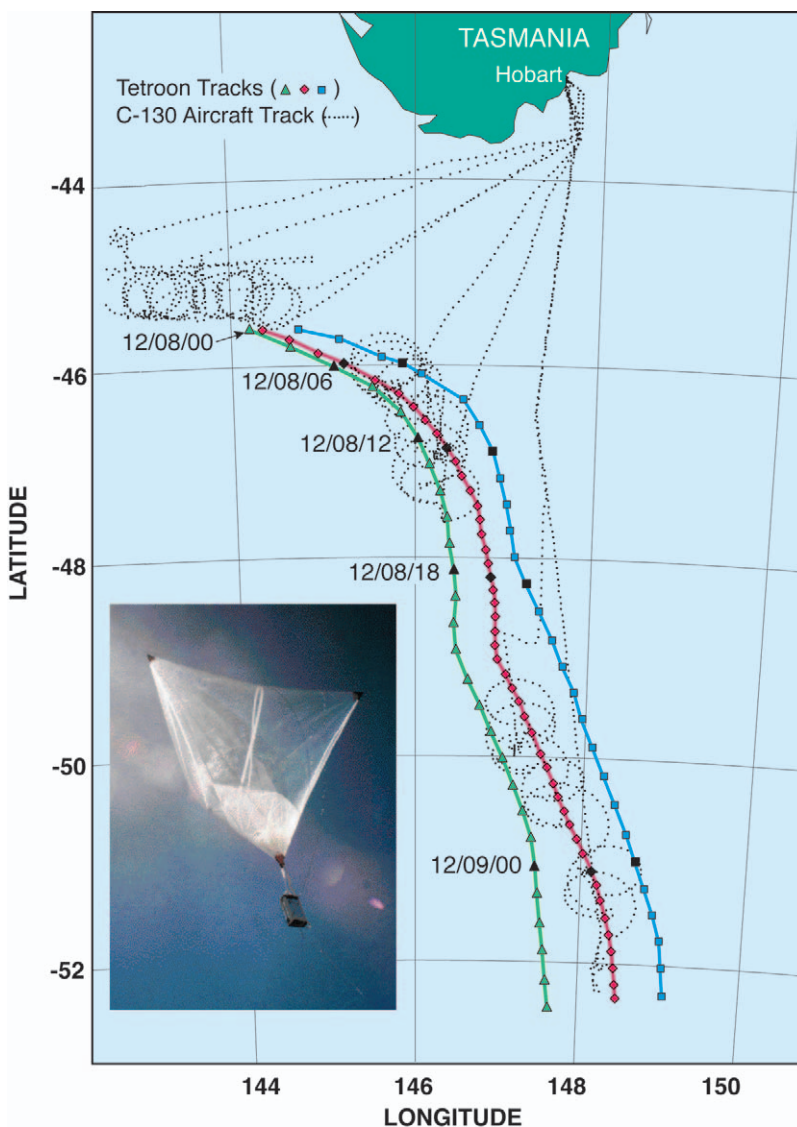 TASMANIA
Hobart
Tetroon Tracks ( ▲ ◆ ■ )
C-130 Aircraft Track (........)
-44
12/08/00
-46
12/08/06
12/08/12
LATITUDE
-48
12/08/18
-50
12/09/00
-52
144 146 148 150
LONGITUDE